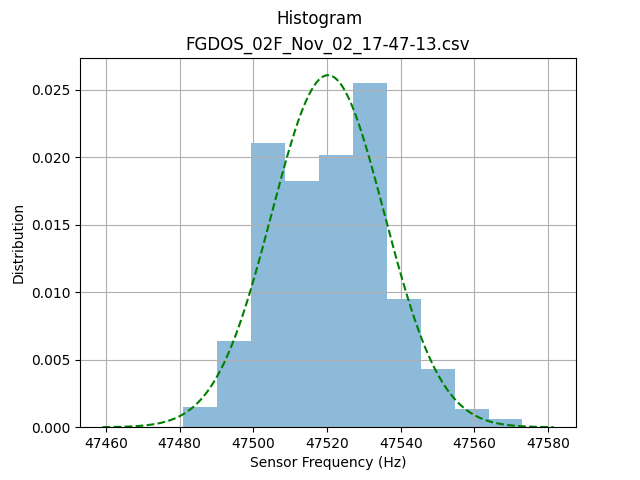 Histogram
FGDOS_02F_Nov_02_17-47-13.csv
Distribution
0.025
0.020
0.015
0.010
0.005
0.000
47460 47480 47500 47520 47540 47560 47580
Sensor Frequency (Hz)